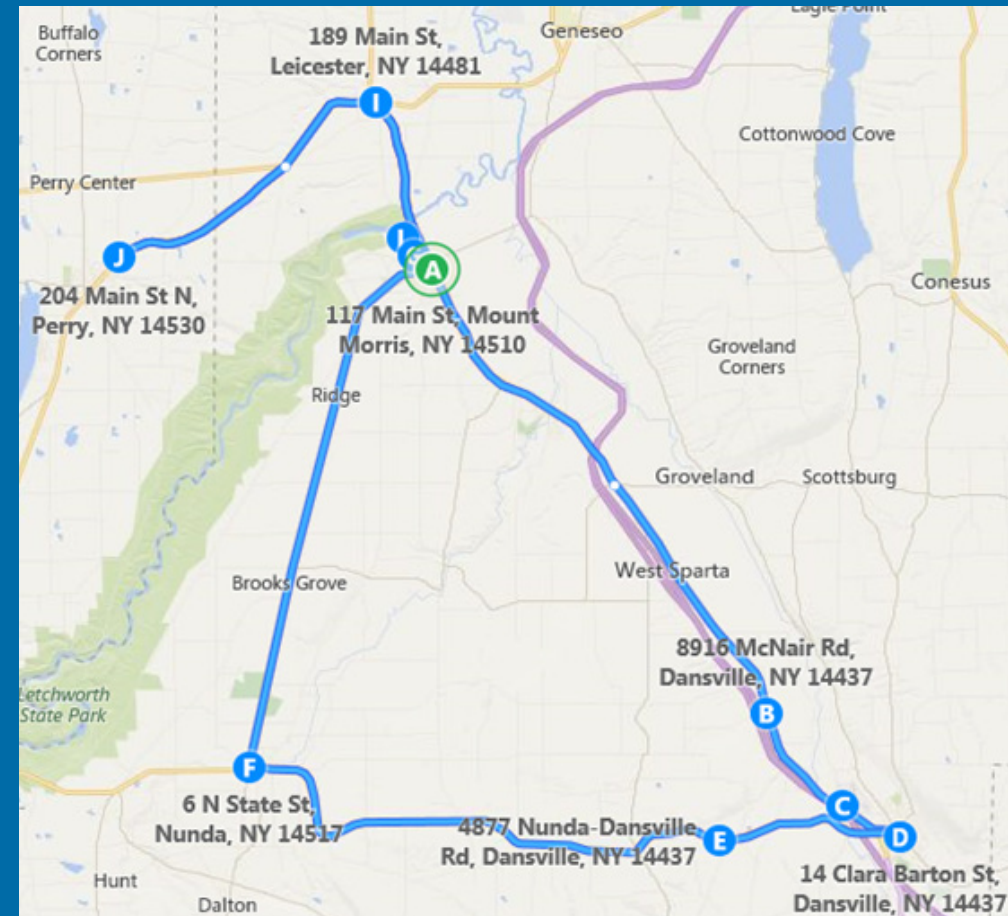 Eagle Point
Buffalo
Corners
189 Main St,
Leicester, NY 14481
Geneseo
I
Cottonwood Cove
Perry Center
J
A
204 Main St N,
Perry, NY 14530
117 Main St, Mount
Morris, NY 14510
Conesus
Groveland
Corners
Ridge
Groveland
Scottsburg
West Sparta
Brooks Grove
8916 McNair Rd,
Dansville, NY 14437
Letchworth
State Park
B
F
6 N State St,
Nunda, NY 14517
C
4877 Nunda-Dansville
Rd, Dansville, NY 14437
E
D
14 Clara Barton St,
Dansville, NY 14437
Hunt
Dalton